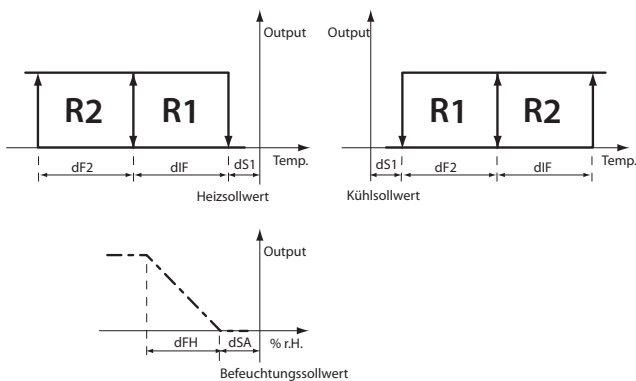 Output
R2
R1
dF2
dIF
dS1
Temp.
Heizsollwert
Output
R1
R2
dS1
dF2
dIF
Temp.
Kühlsollwert
Output
dFH
dSA
% r.H.
Befeuchtungssollwert